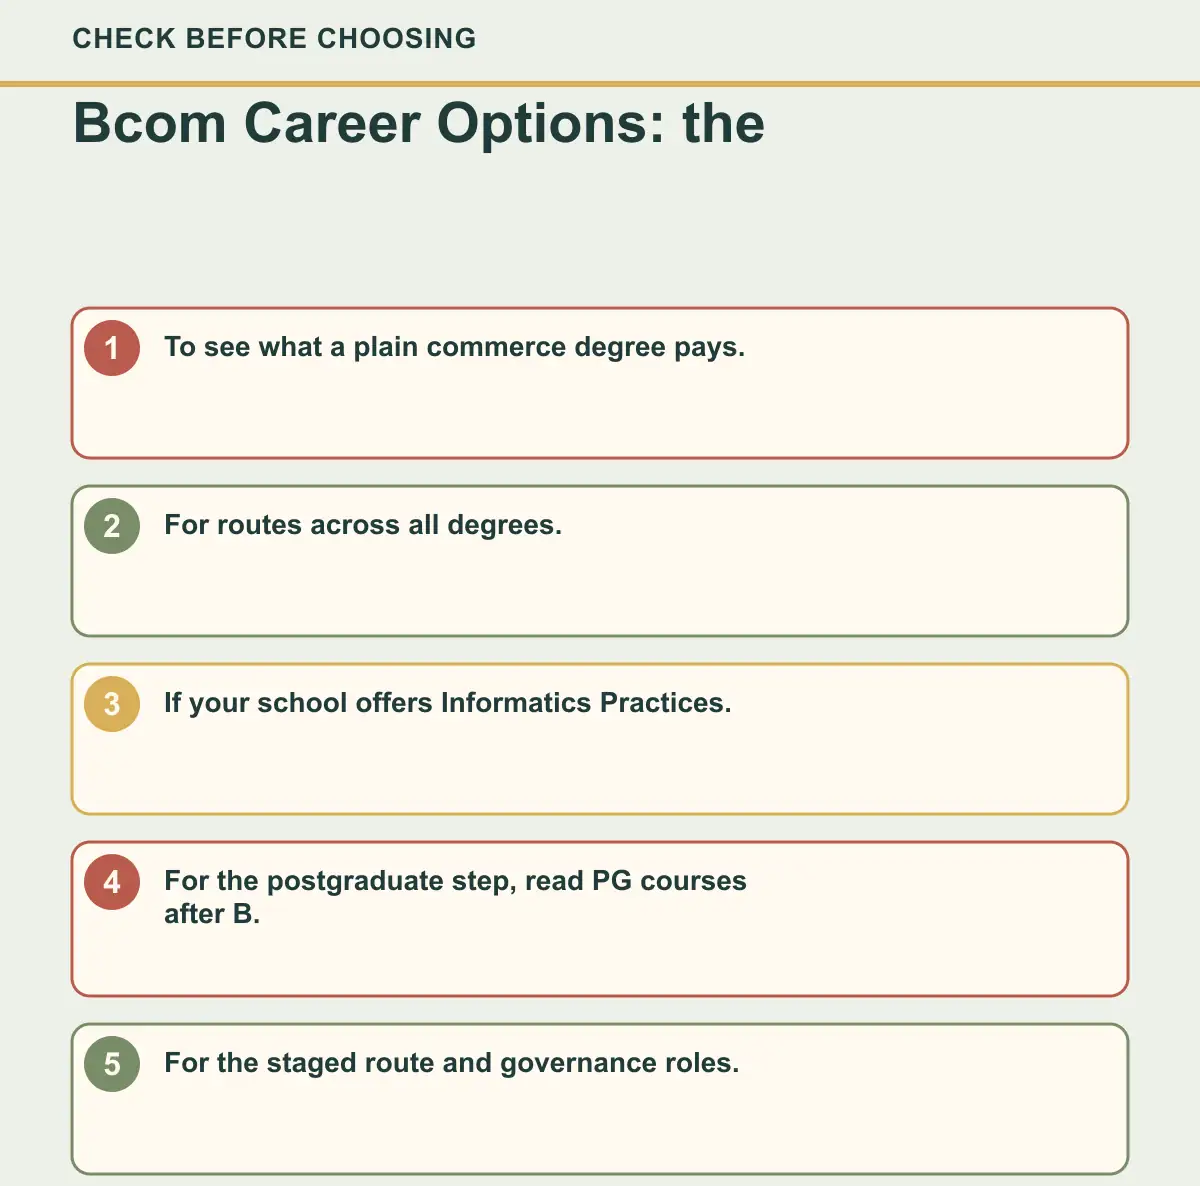 CHECK BEFORE CHOOSING
Bcom Career Options: the
1 To see what a plain commerce degree pays.
2 For routes across all degrees.
3 If your school offers Informatics Practices.
4 For the postgraduate step, read PG courses
after B.
5 For the staged route and governance roles.